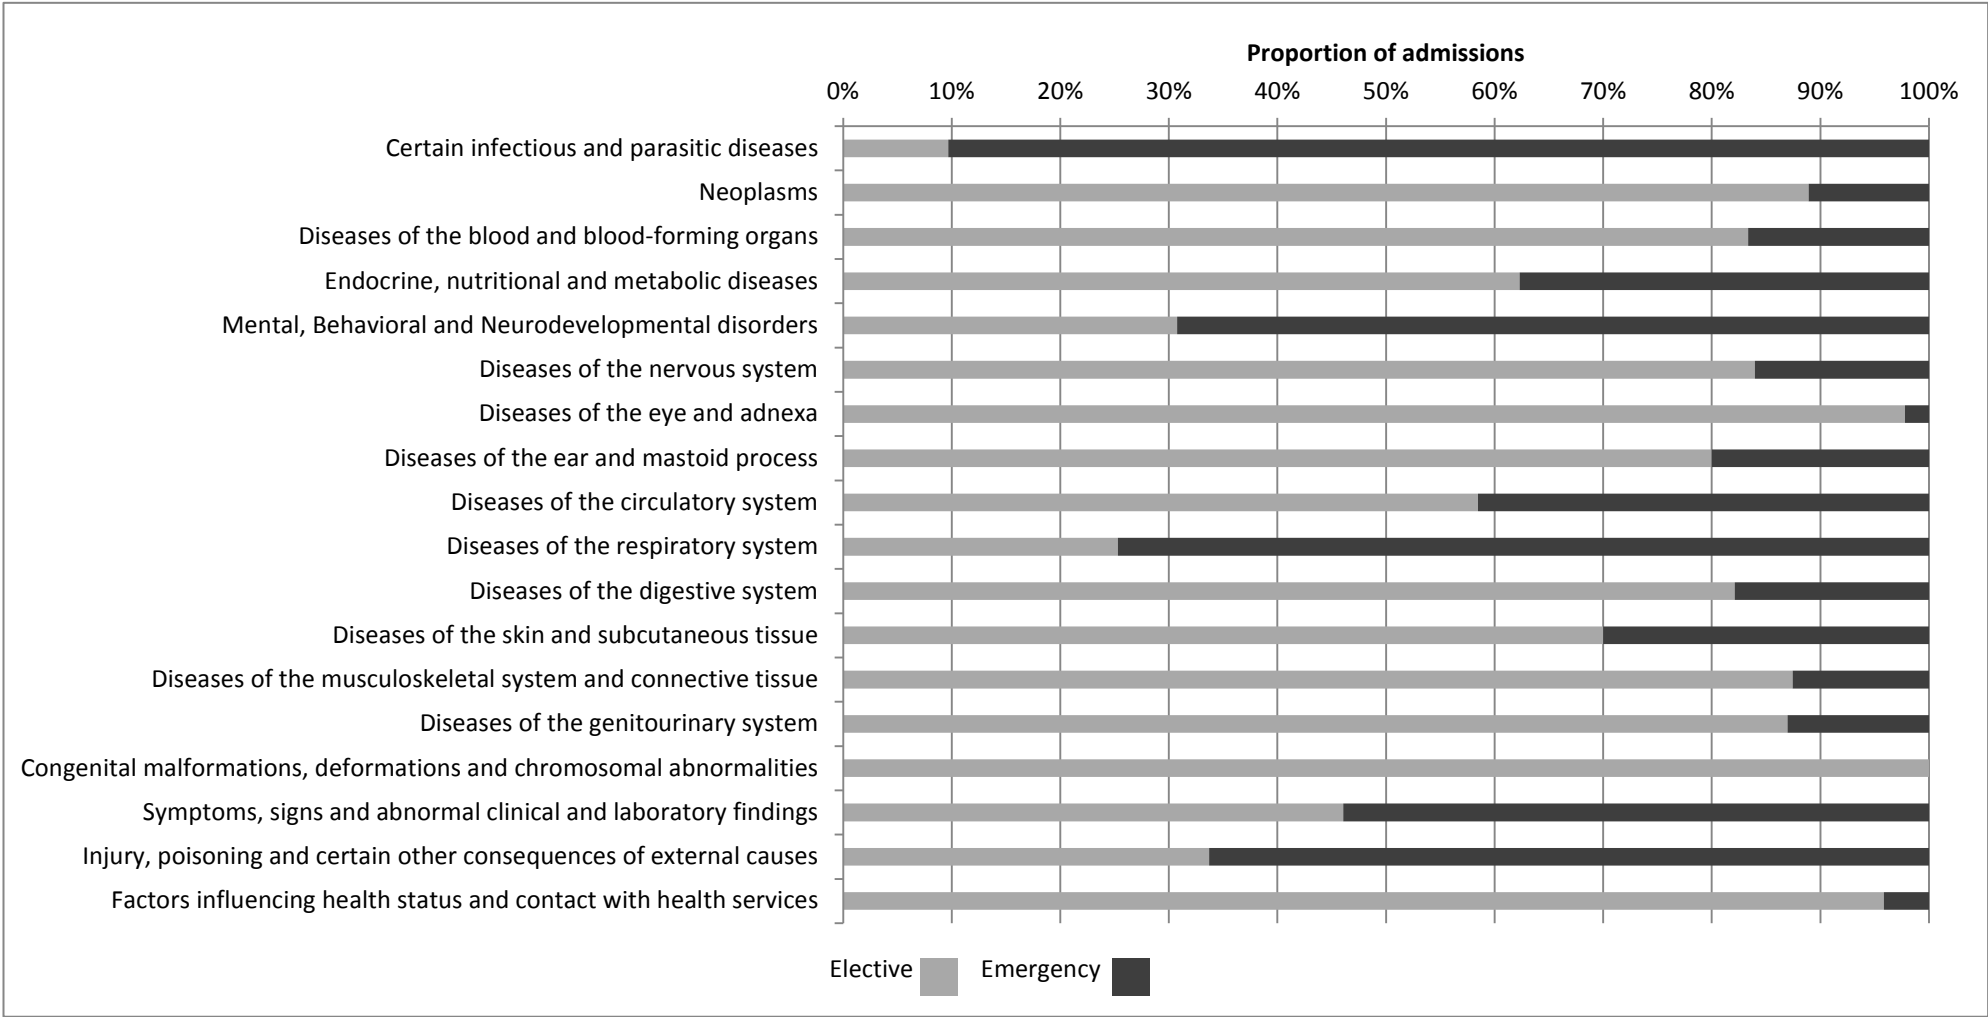 Proportion of admissions
0% 10% 20% 30% 40% 50% 60% 70% 80% 90% 100%
Certain infectious and parasitic diseases
Neoplasms
Diseases of the blood and blood-forming organs
Endocrine, nutritional and metabolic diseases
Mental, Behavioral and Neurodevelopmental disorders
Diseases of the nervous system
Diseases of the eye and adnexa
Diseases of the ear and mastoid process
Diseases of the circulatory system
Diseases of the respiratory system
Diseases of the digestive system
Diseases of the skin and subcutaneous tissue
Diseases of the musculoskeletal system and connective tissue
Diseases of the genitourinary system
Congenital malformations, deformations and chromosomal abnormalities
Symptoms, signs and abnormal clinical and laboratory findings
Injury, poisoning and certain other consequences of external causes
Factors influencing health status and contact with health services
Elective Emergency